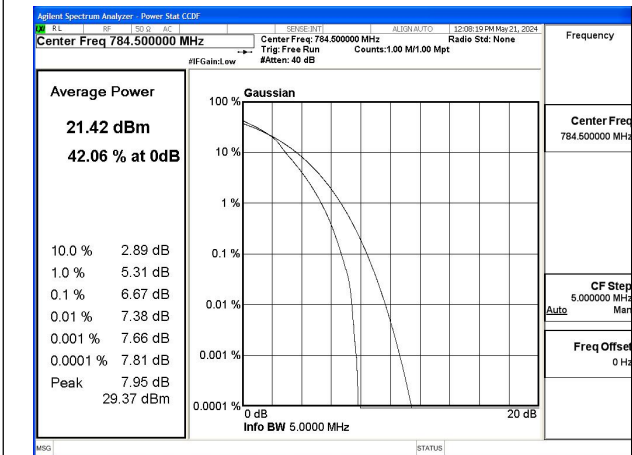 Agilent Spectrum Analyzer - Power Stat CCDF
RL RF 50 Ω AC SENSE:INT ALIGN AUTO 12:08:19 PM May 21, 2024
Center Freq 784.500000 MHz
Center Freq: 784.500000 MHz Radio Std: None
Trig: Free Run Counts:1.00 M/1.00 Mpt
#IFGain:Low #Atten: 40 dB
Frequency
Average Power
21.42 dBm
42.06 % at 0dB
10.0 % 2.89 dB
1.0 % 5.31 dB
0.1 % 6.67 dB
0.01 % 7.38 dB
0.001 % 7.66 dB
0.0001 % 7.81 dB
Peak 7.95 dB
29.37 dBm
Gaussian
100 %
10 %
1 %
0.1 %
0.01 %
0.001 %
0.0001 %
0 dB 20 dB
Info BW 5.0000 MHz
Center Freq
784.500000 MHz
CF Step
5.000000 MHz
Auto Man
Freq Offset
0 Hz
MSG STATUS